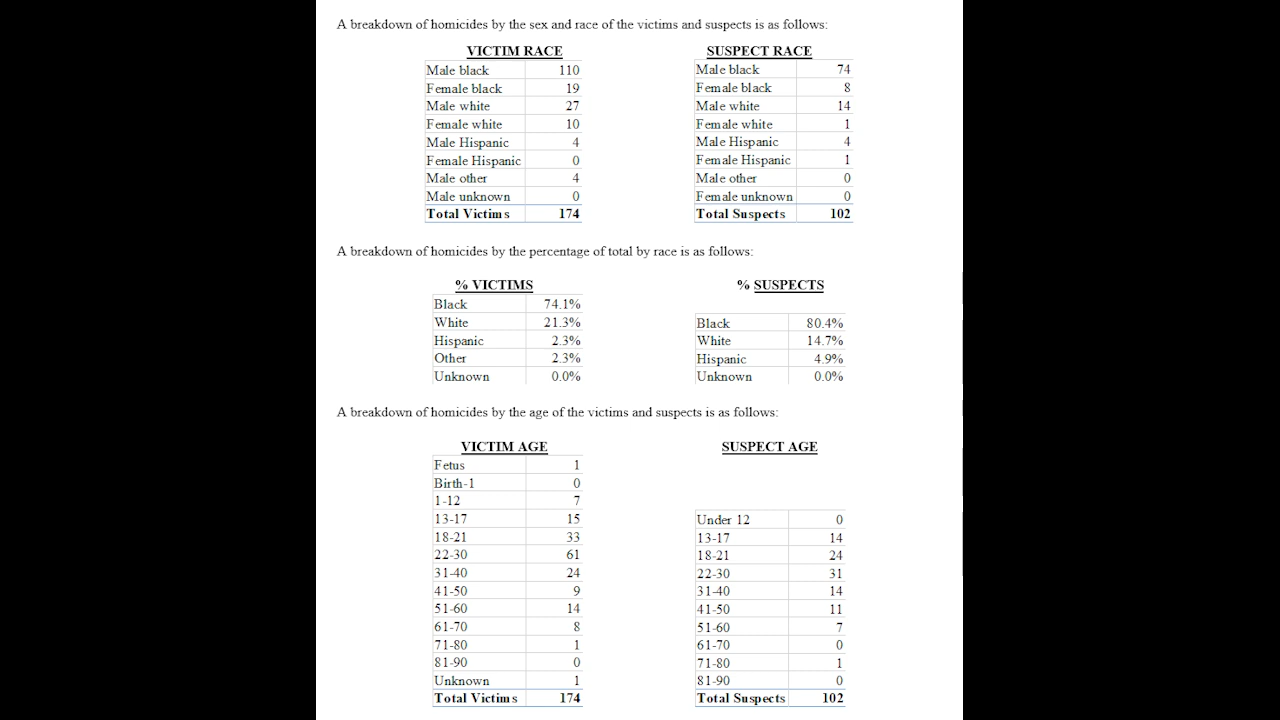 A breakdown of homicides by the sex and race of the victims and suspects is as follows:
VICTIM RACE
Male black 110
Female black 19
Male white 27
Female white 10
Male Hispanic 4
Female Hispanic 0
Male other 4
Male unknown 0
Total Victims 174
SUSPECT RACE
Male black 74
Female black 8
Male white 14
Female white 1
Male Hispanic 4
Female Hispanic 1
Male other 0
Female unknown 0
Total Suspects 102
A breakdown of homicides by the percentage of total by race is as follows:
% VICTIMS
Black 74.1%
White 21.3%
Hispanic 2.3%
Other 2.3%
Unknown 0.0%
% SUSPECTS
Black 80.4%
White 14.7%
Hispanic 4.9%
Unknown 0.0%
A breakdown of homicides by the age of the victims and suspects is as follows:
VICTIM AGE
Fetus 1
Birth-1 0
1-12 7
13-17 15
18-21 33
22-30 61
31-40 24
41-50 9
51-60 14
61-70 8
71-80 1
81-90 0
Unknown 1
Total Victims 174
SUSPECT AGE
Under 12 0
13-17 14
18-21 24
22-30 31
31-40 14
41-50 11
51-60 7
61-70 0
71-80 1
81-90 0
Total Suspects 102